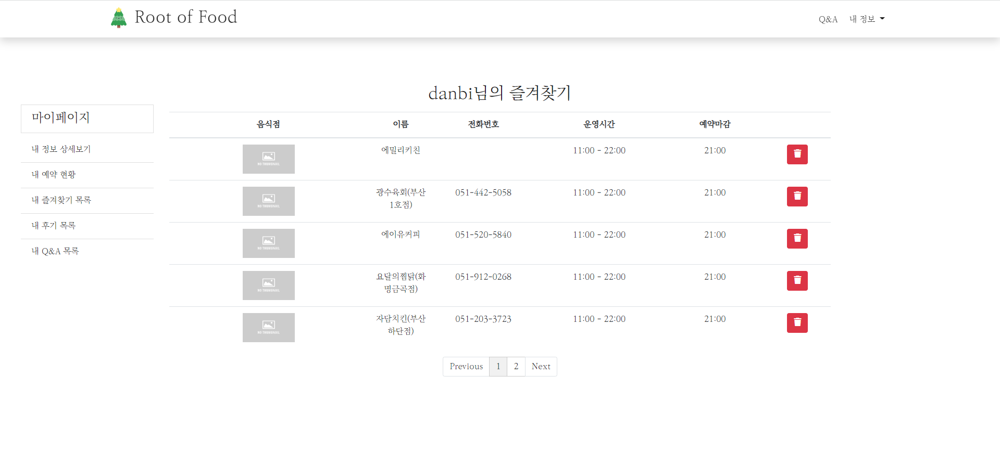 Root of Food
Q&A 내 정보
danbi님의 즐겨찾기
마이페이지
내 정보 상세보기
내 예약 현황
내 즐겨찾기 목록
내 후기 목록
내 Q&A 목록
음식점 이름 전화번호 운영시간 예약마감
NO THUMBNAIL 에밀리키친 11:00 - 22:00 21:00
NO THUMBNAIL 광수육회(부산 051-442-5058 11:00 - 22:00 21:00
1호점)
NO THUMBNAIL 에이유커피 051-520-5840 11:00 - 22:00 21:00
NO THUMBNAIL 요달의찜닭(화 051-912-0268 11:00 - 22:00 21:00
명금곡점)
NO THUMBNAIL 자담치킨(부산 051-203-3723 11:00 - 22:00 21:00
하단점)
Previous 1 2 Next